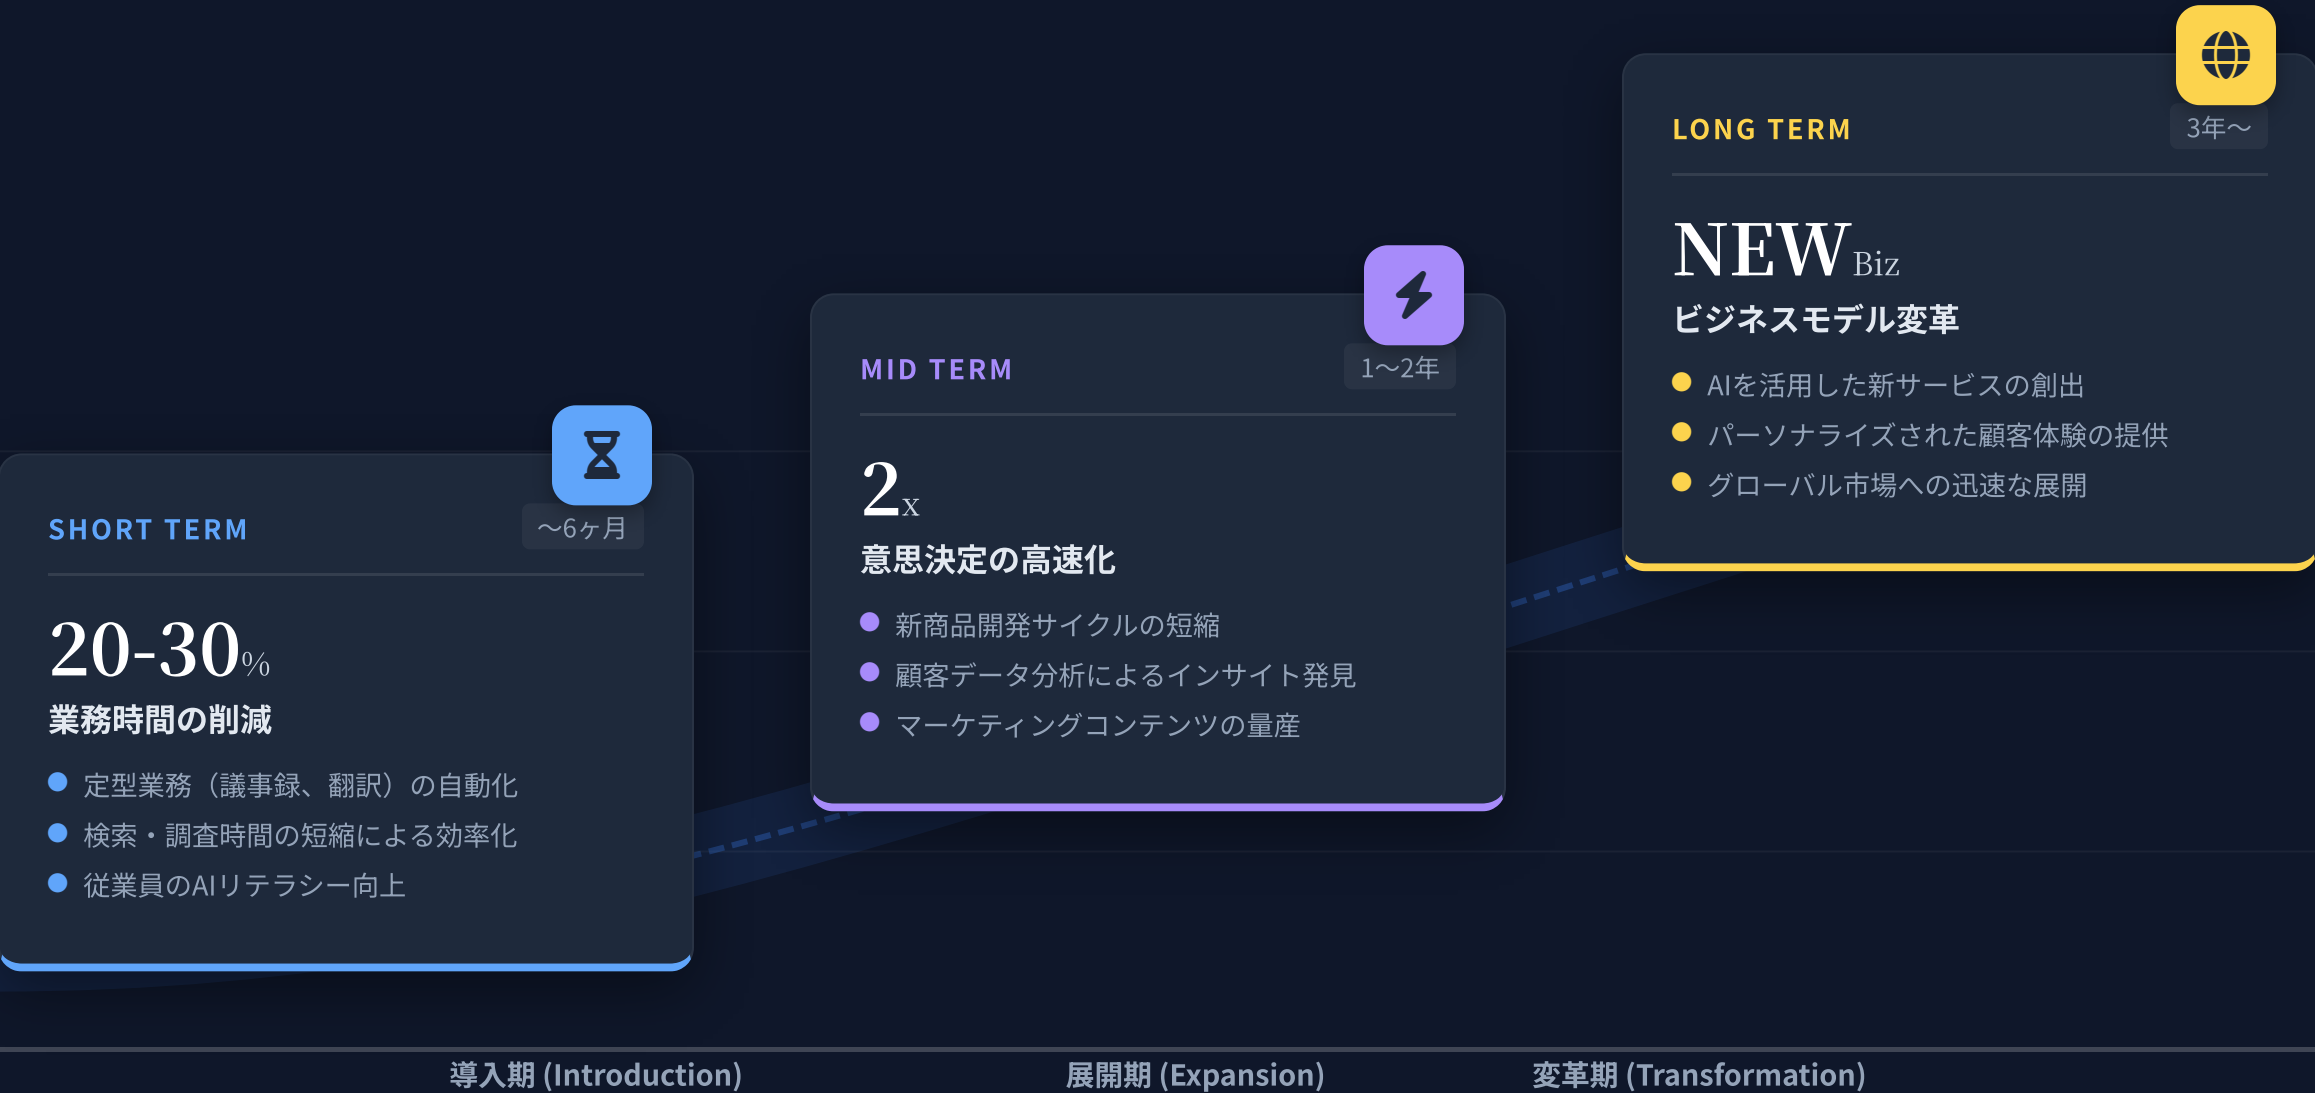 SHORT TERM
～6ヶ月
20-30%
業務時間の削減
定型業務（議事録、翻訳）の自動化
検索・調査時間の短縮による効率化
従業員のAIリテラシー向上
MID TERM
1～2年
2x
意思決定の高速化
新商品開発サイクルの短縮
顧客データ分析によるインサイト発見
マーケティングコンテンツの量産
LONG TERM
3年～
NEW Biz
ビジネスモデル変革
AIを活用した新サービスの創出
パーソナライズされた顧客体験の提供
グローバル市場への迅速な展開
導入期 (Introduction)
展開期 (Expansion)
変革期 (Transformation)